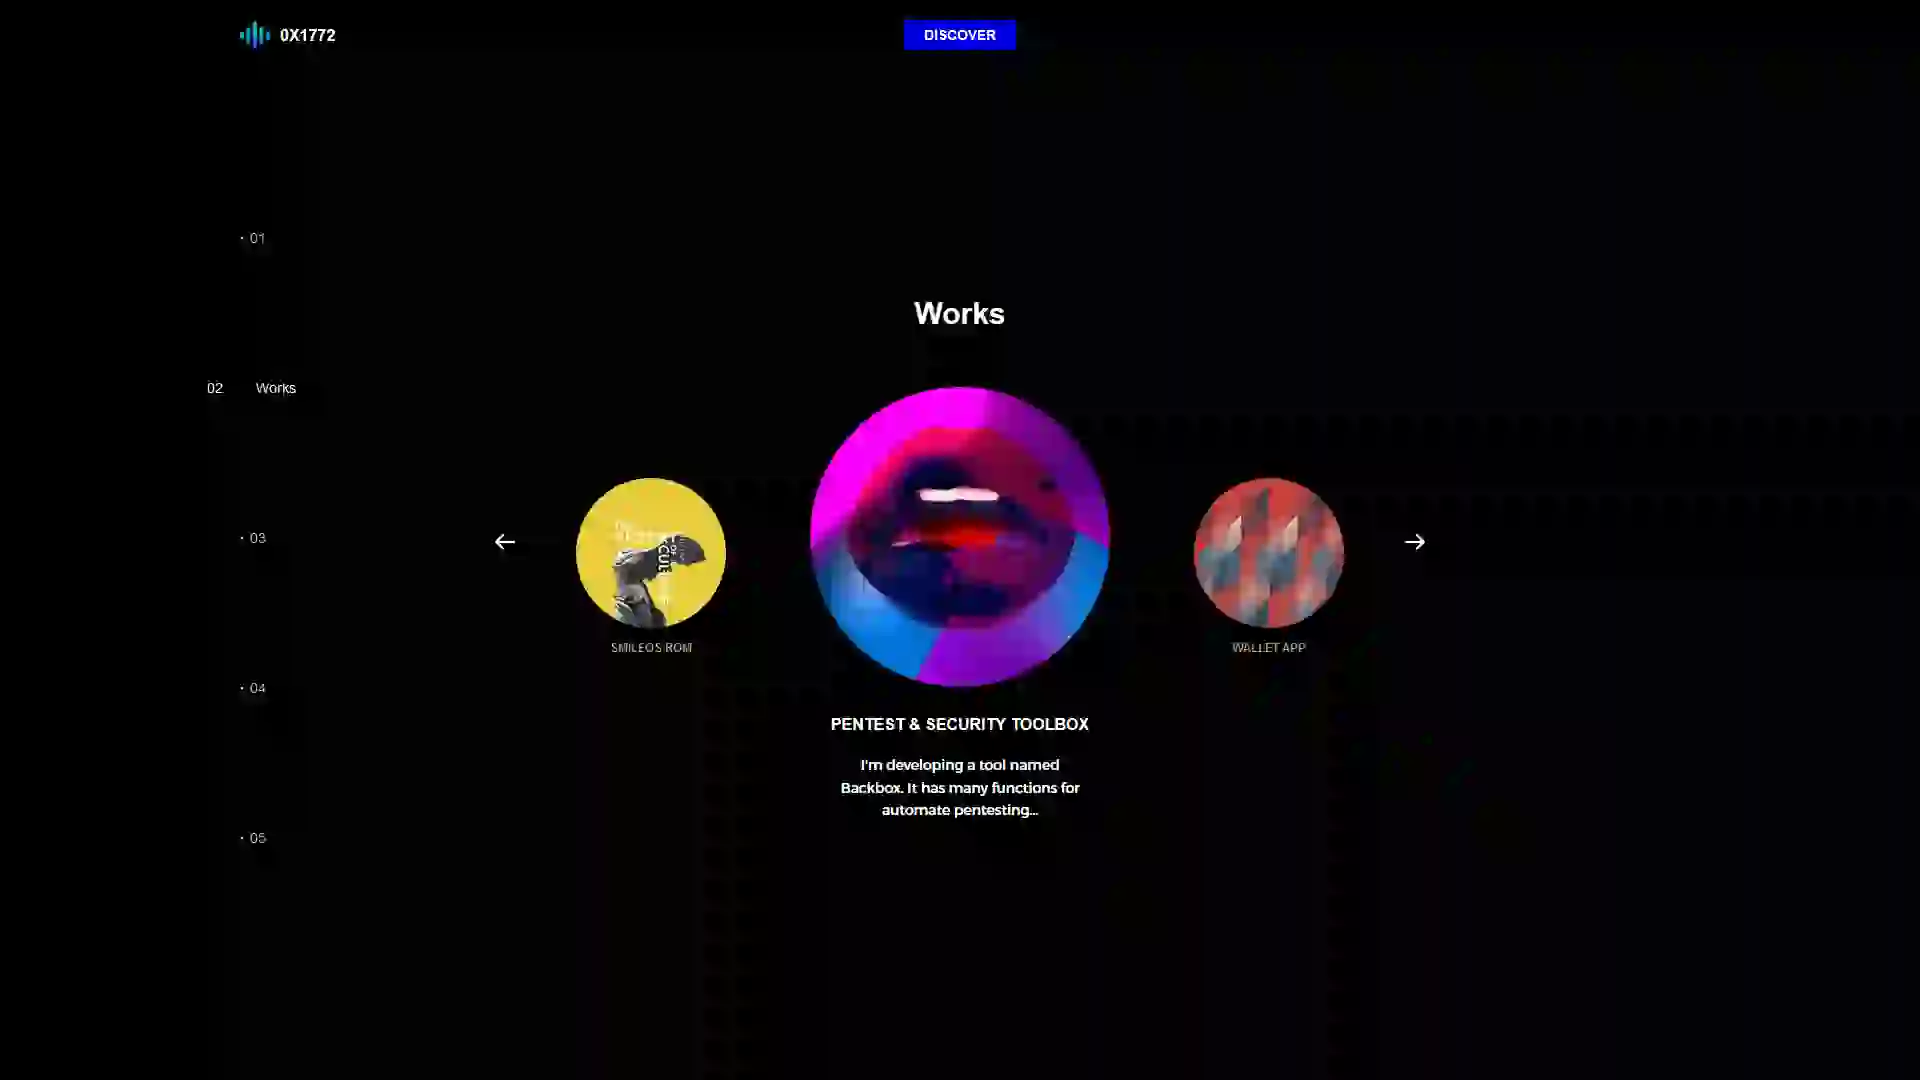 0X1772
DISCOVER
01
Works
02 Works
03
SMILEOS ROM
WALLET APP
04
PENTEST & SECURITY TOOLBOX
I'm developing a tool named
Backbox. It has many functions for
automate pentesting...
05